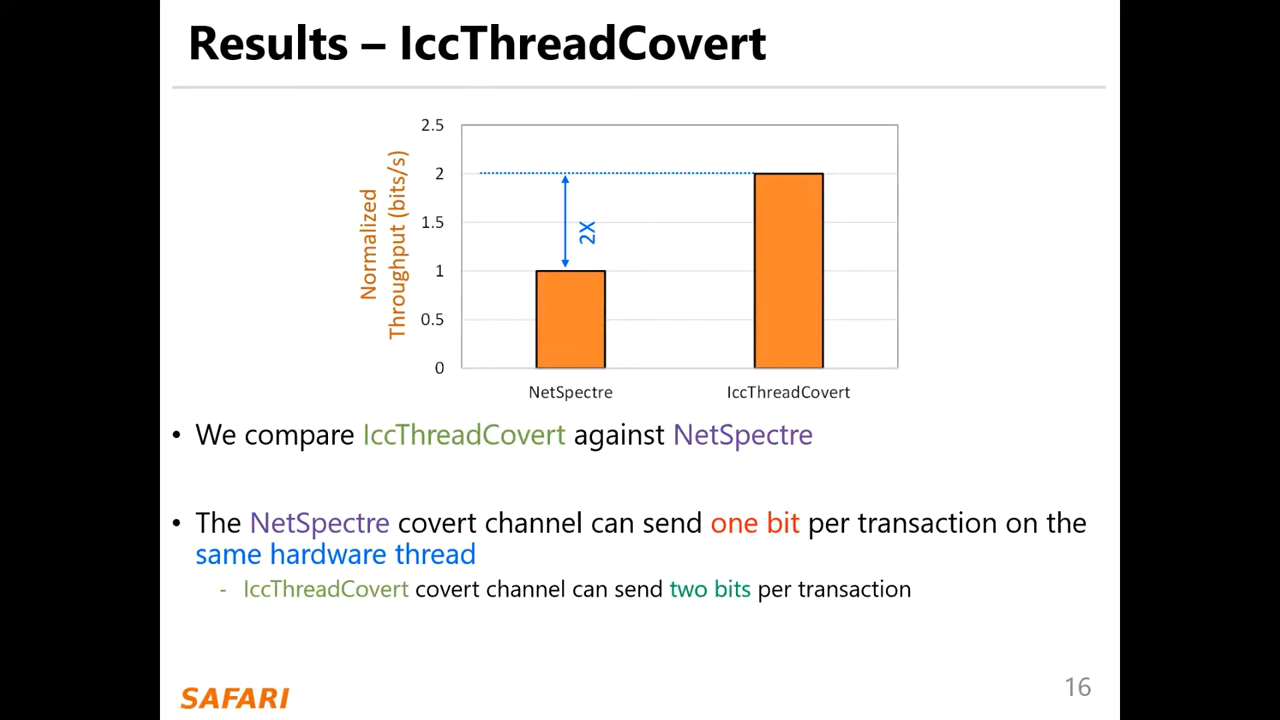 Results – IccThreadCovert
Normalized
Throughput (bits/s)
2.5
2
1.5
1
0.5
0
2X
NetSpectre
IccThreadCovert
• We compare IccThreadCovert against NetSpectre
• The NetSpectre covert channel can send one bit per transaction on the
same hardware thread
- IccThreadCovert covert channel can send two bits per transaction
SAFARI
16